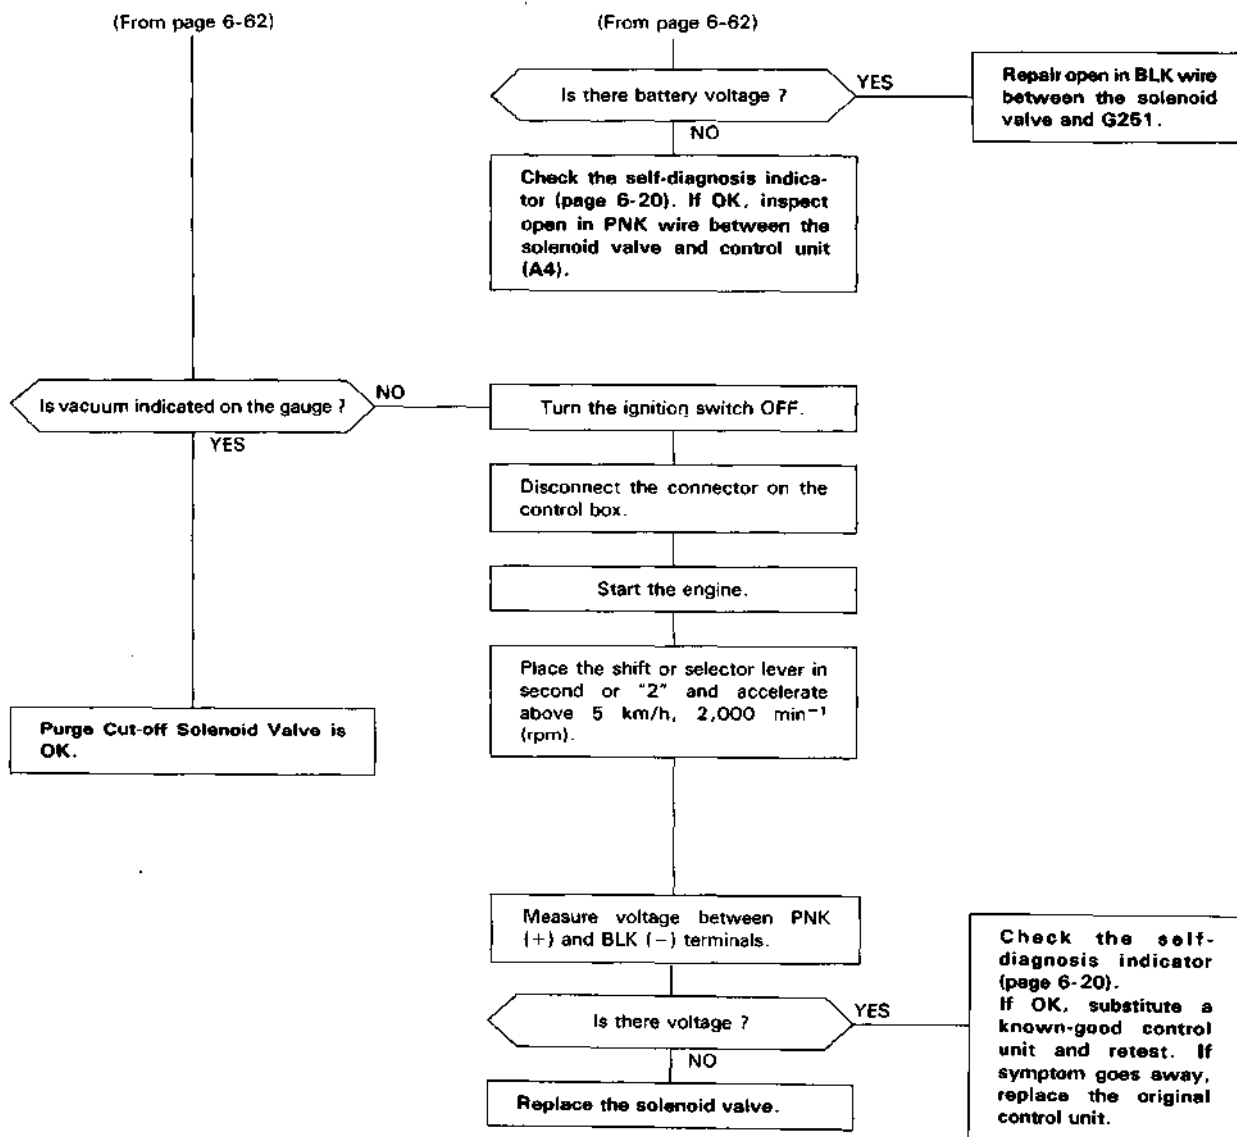 (From page 6-62)
(From page 6-62)
Is there battery voltage ?
YES
Repair open in BLK wire
between the solenoid
valve and G251.
NO
Check the self-diagnosis indica-
tor (page 6-20). If OK, inspect
open in PNK wire between the
solenoid valve and control unit
(A4).
Is vacuum indicated on the gauge ?
NO
YES
Turn the ignition switch OFF.
Disconnect the connector on the
control box.
Start the engine.
Place the shift or selector lever in
second or "2" and accelerate
above 5 km/h, 2,000 min⁻¹
(rpm).
Purge Cut-off Solenoid Valve is
OK.
Measure voltage between PNK
(+) and BLK (−) terminals.
Is there voltage ?
YES
NO
Replace the solenoid valve.
Check the self-
diagnosis indicator
(page 6-20).
If OK, substitute a
known-good control
unit and retest. If
symptom goes away,
replace the original
control unit.